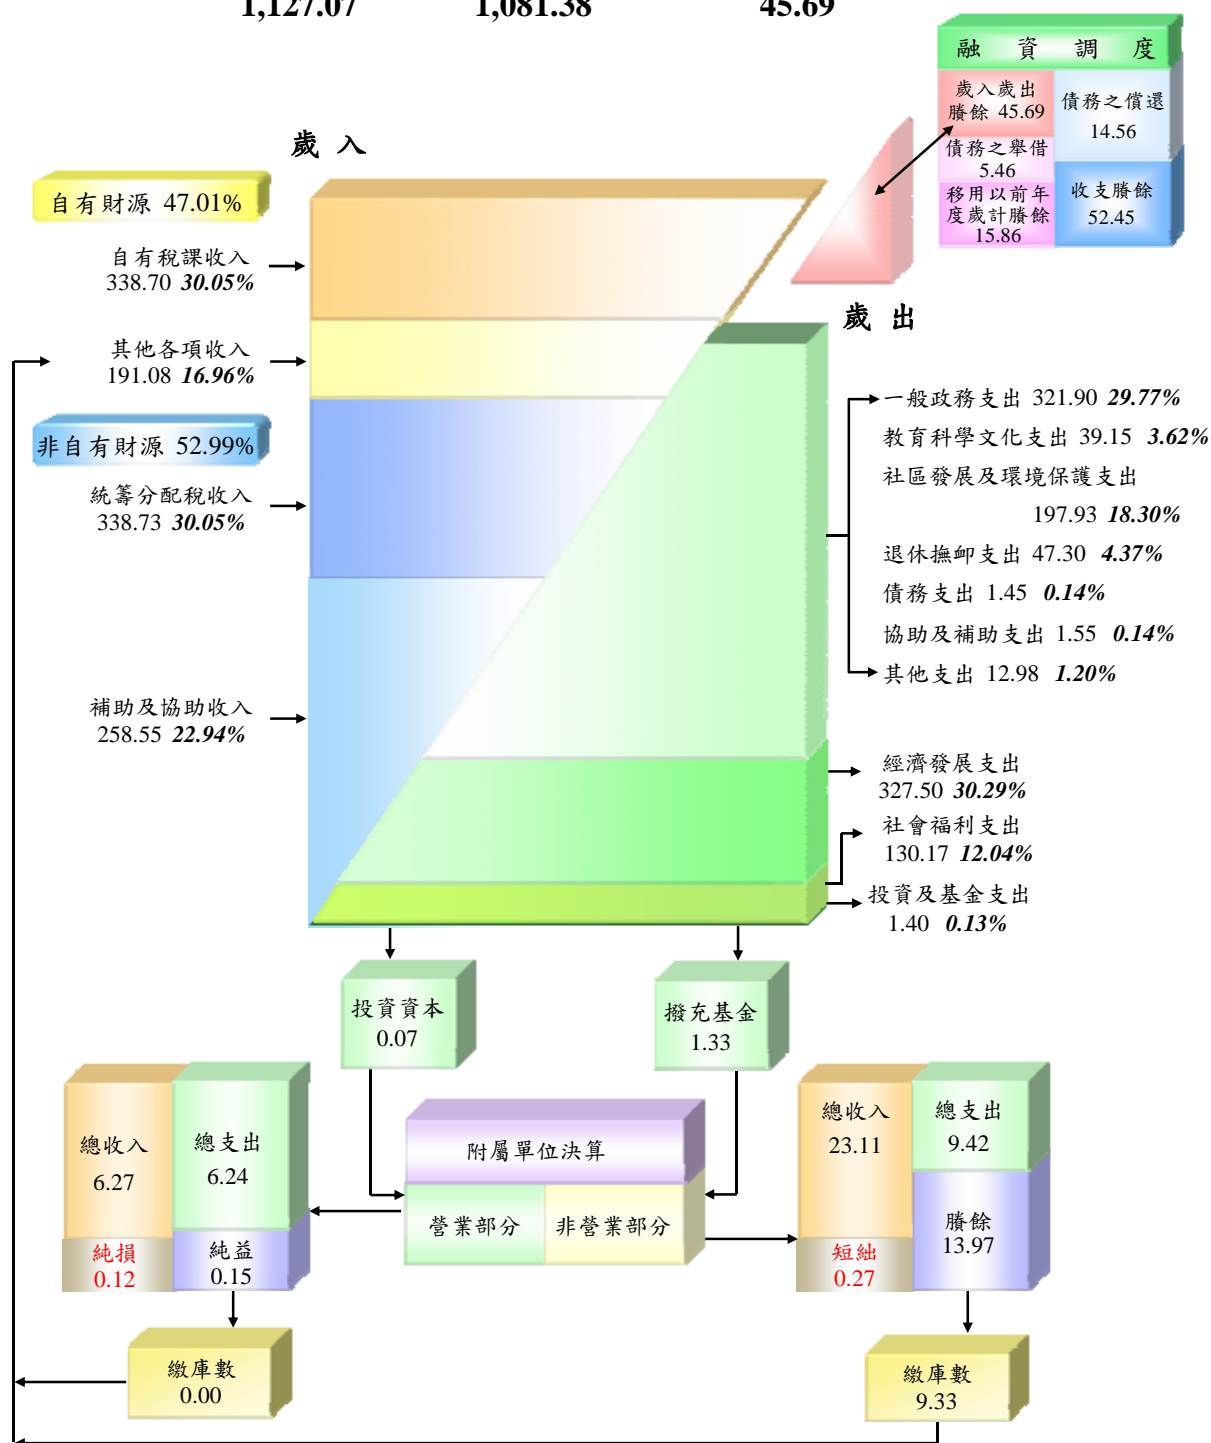 1,127.07 1,081.38 45.69
融資調度
歲入歲出
賸餘 45.69
債務之舉借
5.46
移用以前年
度歲計賸餘
15.86
債務之償還
14.56
收支賸餘
52.45
歲入
自有財源 47.01%
自有稅課收入
338.70 30.05%
其他各項收入
191.08 16.96%
非自有財源 52.99%
統籌分配稅收入
338.73 30.05%
補助及協助收入
258.55 22.94%
歲出
一般政務支出 321.90 29.77%
教育科學文化支出 39.15 3.62%
社區發展及環境保護支出
197.93 18.30%
退休撫卹支出 47.30 4.37%
債務支出 1.45 0.14%
協助及補助支出 1.55 0.14%
其他支出 12.98 1.20%
經濟發展支出
327.50 30.29%
社會福利支出
130.17 12.04%
投資及基金支出
1.40 0.13%
投資資本
0.07
撥充基金
1.33
附屬單位決算
營業部分
非營業部分
總收入
6.27
純損
0.12
總支出
6.24
純益
0.15
繳庫數
0.00
總收入
23.11
短絀
0.27
總支出
9.42
賸餘
13.97
繳庫數
9.33